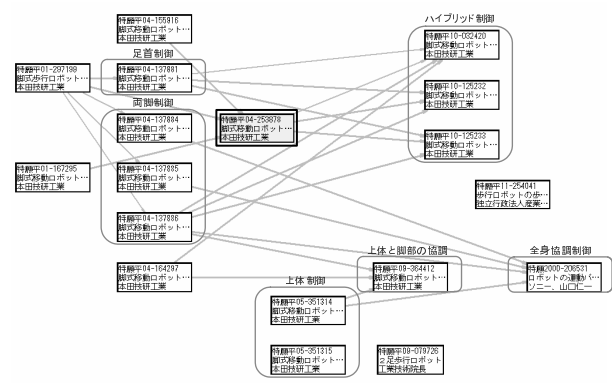 特願平04-155916
脚式移動ロボット…
本田技研工業
ハイブリッド制御
特願平10-032420
脚式移動ロボット…
本田技研工業
足首制御
特願平01-297199
脚式歩行ロボット…
本田技研工業
特願平04-137881
脚式移動ロボット…
本田技研工業
特願平10-125232
脚式移動ロボット…
本田技研工業
両脚制御
特願平04-137884
脚式移動ロボット…
本田技研工業
特願平04-253878
脚式移動ロボット…
本田技研工業
特願平10-125233
脚式移動ロボット…
本田技研工業
特願平01-167295
脚式移動ロボット…
本田技研工業
特願平04-137885
脚式移動ロボット…
本田技研工業
特願平11-254041
歩行ロボットの歩…
独立行政法人産業…
特願平04-137886
脚式移動ロボット…
本田技研工業
上体と脚部の協調
全身協調制御
特願平04-164297
脚式移動ロボット…
本田技研工業
特願平09-364412
脚式移動ロボット…
本田技研工業
特願2000-206531
ロボットの運動パ…
ソニー、山口仁一
上体制御
特願平05-351314
脚式移動ロボット…
本田技研工業
特願平05-351315
脚式移動ロボット…
本田技研工業
特願平09-079726
２足歩行ロボット
工業技術院長